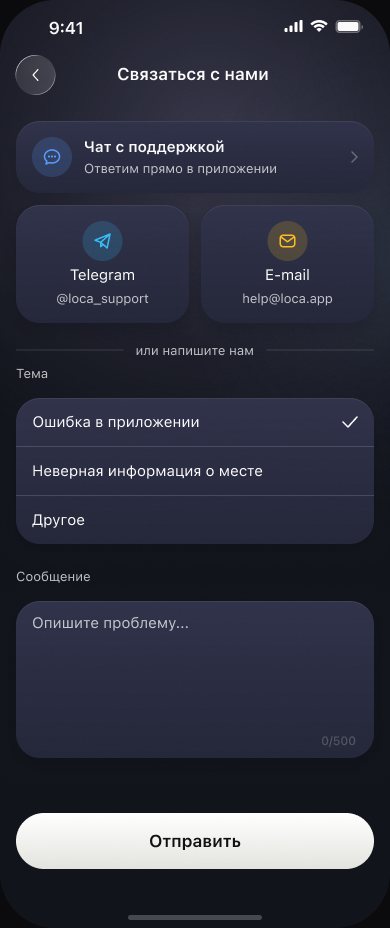 9:41
Связаться с нами
Чат с поддержкой
Ответим прямо в приложении
Telegram
@loca_support
E-mail
help@loca.app
или напишите нам
Тема
Ошибка в приложении
Неверная информация о месте
Другое
Сообщение
Опишите проблему...
0/500
Отправить